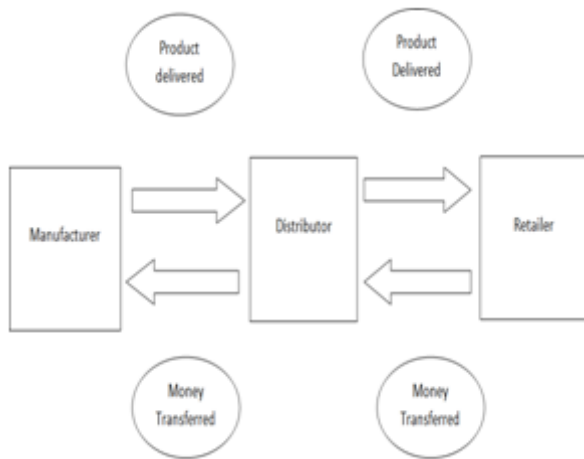 Product
delivered
Product
Delivered
Manufacturer
Distributor
Retailer
Money
Transferred
Money
Transferred